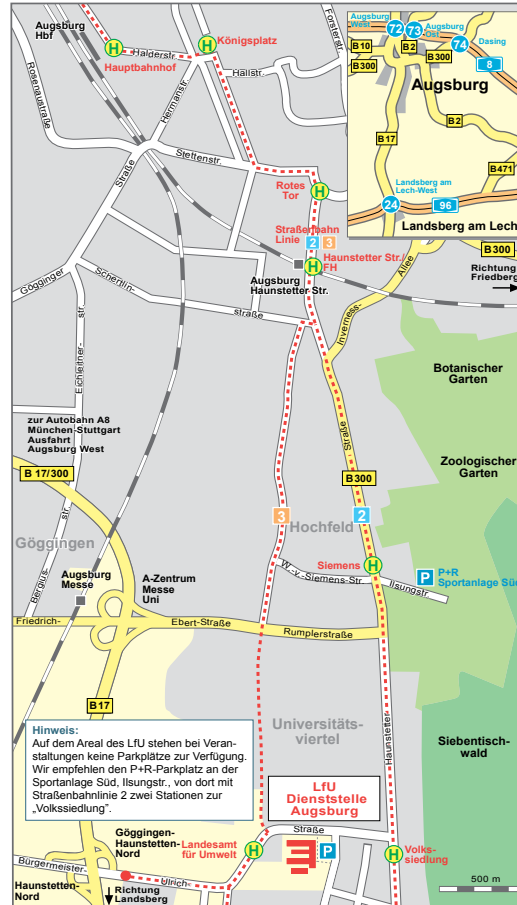 Augsburg
Hbf
Halderstr.
Hauptbahnhof
H
H
Königsplatz
Forsterstr.
Hallstr.
Rosenaustraße
Hermanstr.
Stettenstr.
Straße
Gögginger
Rotes
Tor
H
Straßenbahn
Linie
2
3
Haunstetter Str./
FH
H
Augsburg
Haunstetter Str.
Schertlin-
straße
Eichleitner-
str.
Inverness-
Allee
B 300
Richtung
Friedberg
Augsburg
West
72
73
Augsburg
Ost
74
Dasing
8
B10
B2
B300
B300
Augsburg
B2
B17
B471
Landsberg am
Lech-West
24
96
Landsberg am Lech
Botanischer
Garten
Zoologischer
Garten
zur Autobahn A8
München-Stuttgart
Ausfahrt
Augsburg West
B 17/300
Straße
B300
3
2
Hochfeld
Göggingen
Siemens
H
W.-v.-Siemens-Str.
Ilsungstr.
P
P+R
Sportanlage Süd
Bergius-
str.
Augsburg
Messe
A-Zentrum
Messe
Uni
Friedrich-
Ebert-Straße
Rumplerstraße
B17
Haunstetter-
Universitäts-
viertel
Siebentisch-
wald
Hinweis:
Auf dem Areal des LfU stehen bei Veran-
staltungen keine Parkplätze zur Verfügung.
Wir empfehlen den P+R-Parkplatz an der
Sportanlage Süd, Ilsungstr., von dort mit
Straßenbahnlinie 2 zwei Stationen zur
„Volkssiedlung".
LfU
Dienststelle
Augsburg
Göggingen-
Haunstetten-
Nord
Landesamt
für Umwelt
H
Straße
P
H
Volks-
siedlung
Bürgermeister-
Ulrich-
Haunstetten-
Nord
Richtung
Landsberg
500 m